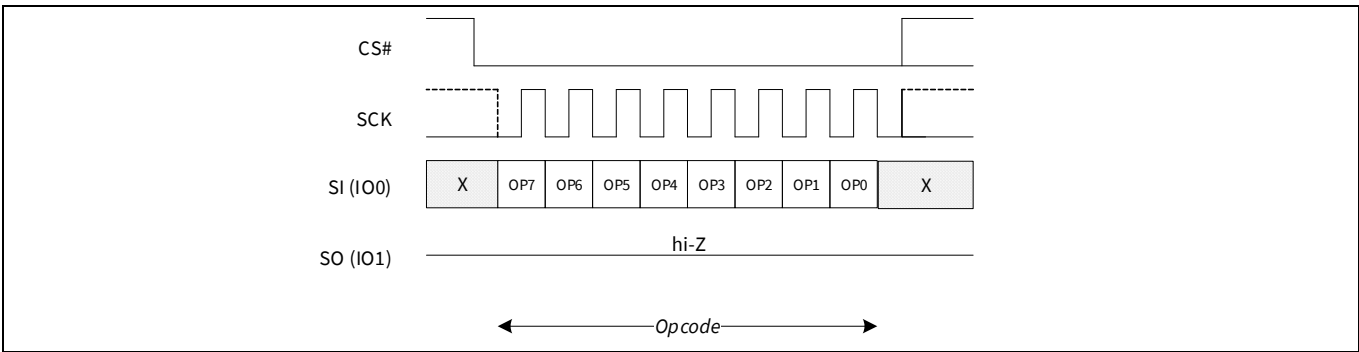 CS#
SCK
SI (IO0) X OP7 OP6 OP5 OP4 OP3 OP2 OP1 OP0 X
hi-Z
SO (IO1)
Opcode